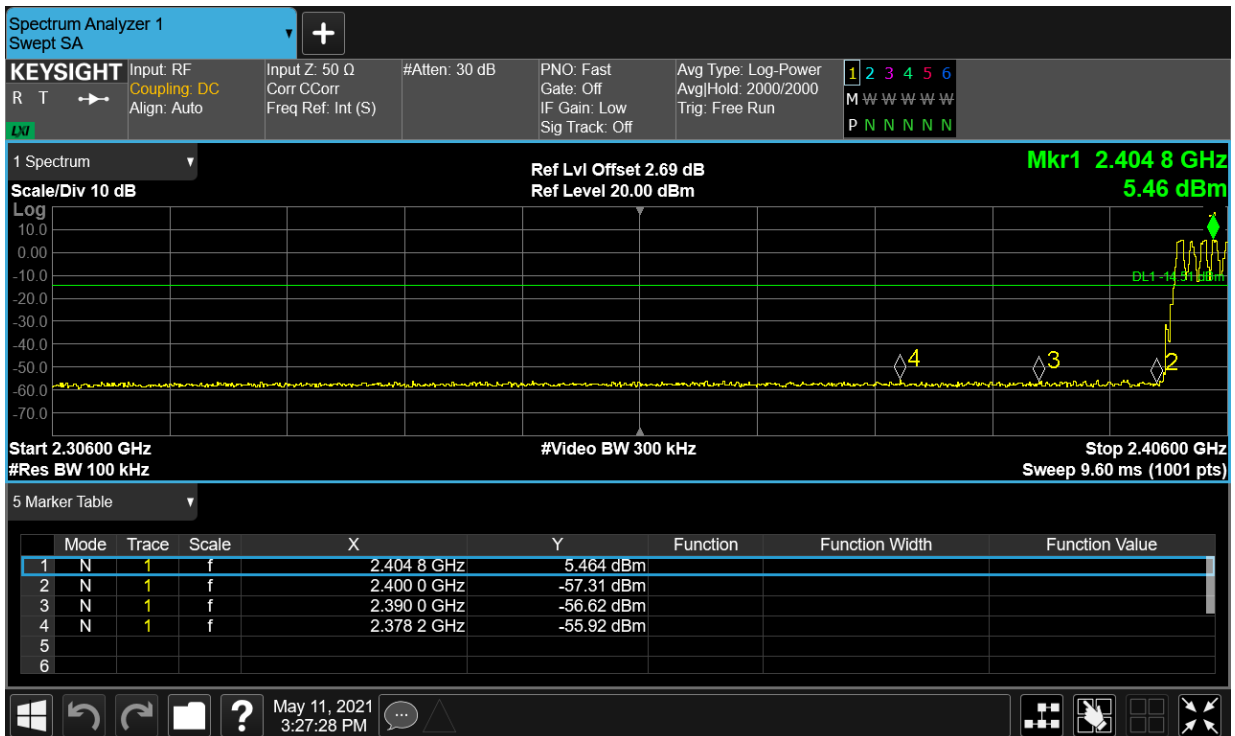 Spectrum Analyzer 1
Swept SA
KEYSIGHT Input: RF Input Z: 50 Ω #Atten: 30 dB PNO: Fast Avg Type: Log-Power 1 2 3 4 5 6
R T Coupling: DC Corr CCorr Gate: Off Avg|Hold: 2000/2000 M W W W W W
Align: Auto Freq Ref: Int (S) IF Gain: Low Trig: Free Run
LXI Sig Track: Off P N N N N N N
1 Spectrum Ref Lvl Offset 2.69 dB Mkr1 2.404 8 GHz
Scale/Div 10 dB Ref Level 20.00 dBm 5.46 dBm
Log
10.0
0.00
-10.0
DL1 -14.51 dBm
-20.0
-30.0
-40.0
4 3 2
-50.0
-60.0
-70.0
Start 2.30600 GHz #Video BW 300 kHz Stop 2.40600 GHz
#Res BW 100 kHz Sweep 9.60 ms (1001 pts)
5 Marker Table
Mode Trace Scale X Y Function Function Width Function Value
1 N 1 f 2.404 8 GHz 5.464 dBm
2 N 1 f 2.400 0 GHz -57.31 dBm
3 N 1 f 2.390 0 GHz -56.62 dBm
4 N 1 f 2.378 2 GHz -55.92 dBm
5
6
? May 11, 2021
3:27:28 PM